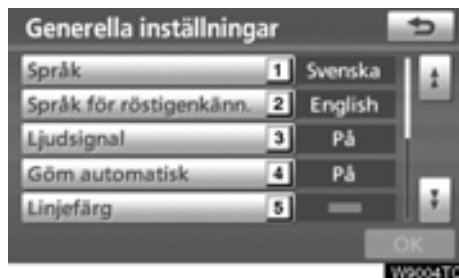 Generella inställningar
Språk 1 Svenska
Språk för röstigenkänn. 2 English
Ljudsignal 3 På
Göm automatisk 4 På
Linjefärg 5
OK
W9004TC